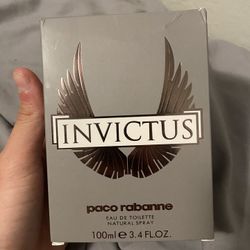 INVICTUS
paco rabanne
EAU DE TOILETTE
NATURAL SPRAY
100ml e 3.4 FL.OZ.